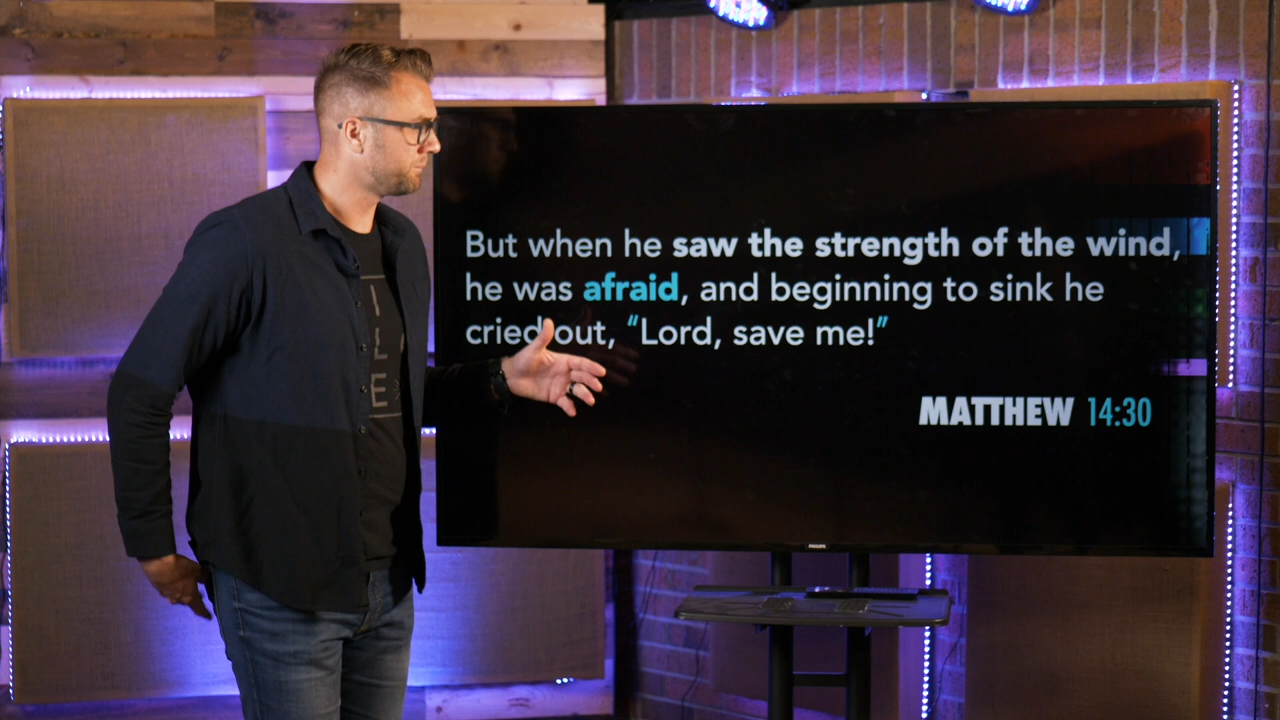 But when he saw the strength of the wind,
he was afraid, and beginning to sink he
cried out, “Lord, save me!”
MATTHEW 14:30
PHILIPS